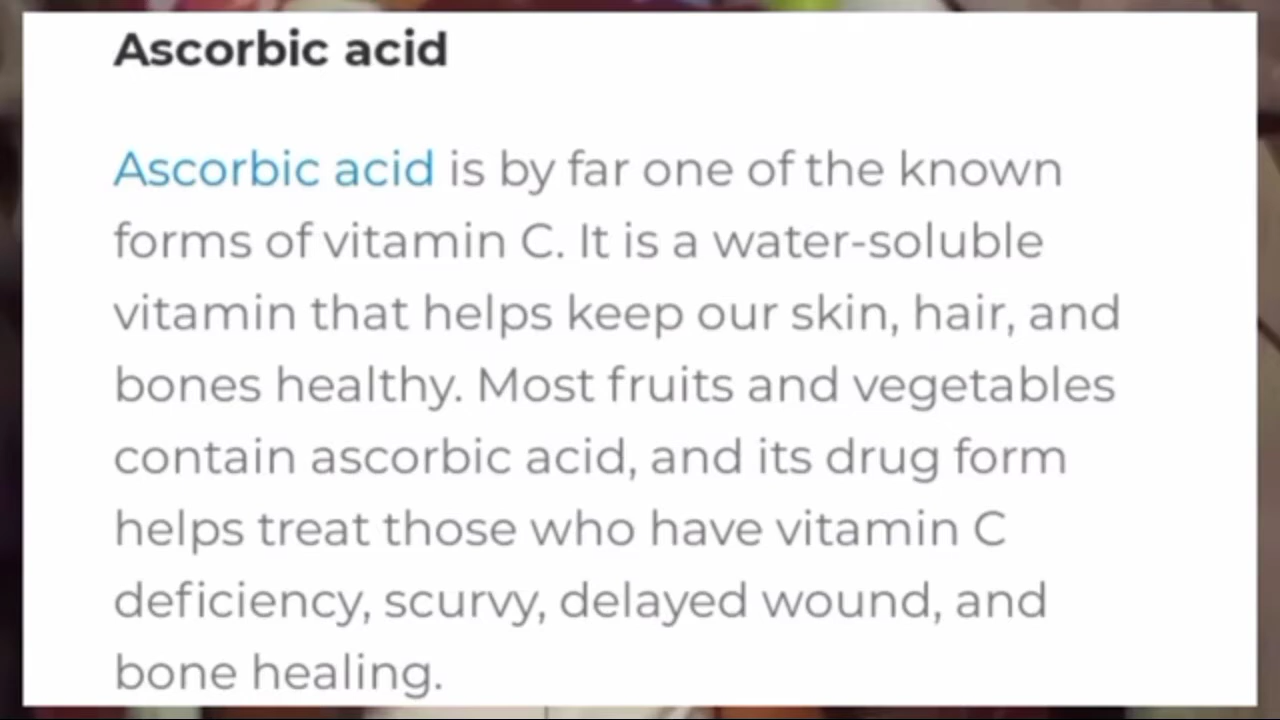 Ascorbic acid
Ascorbic acid is by far one of the known
forms of vitamin C. It is a water-soluble
vitamin that helps keep our skin, hair, and
bones healthy. Most fruits and vegetables
contain ascorbic acid, and its drug form
helps treat those who have vitamin C
deficiency, scurvy, delayed wound, and
bone healing.